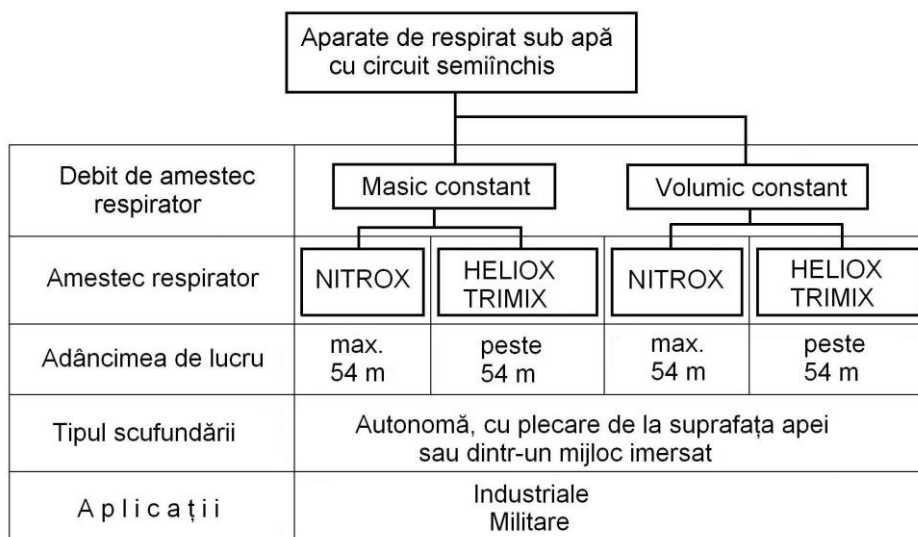 Aparate de respirat sub apă
cu circuit semiînchis
Debit de amestec
respirator
Masic constant
Volumic constant
Amestec respirator
NITROX
HELIOX
TRIMIX
NITROX
HELIOX
TRIMIX
Adâncimea de lucru
max.
54 m
peste
54 m
max.
54 m
peste
54 m
Tipul scufundării
Autonomă, cu plecare de la suprafața apei
sau dintr-un mijloc imersat
A p l i c a ț i i
Industriale
Militare